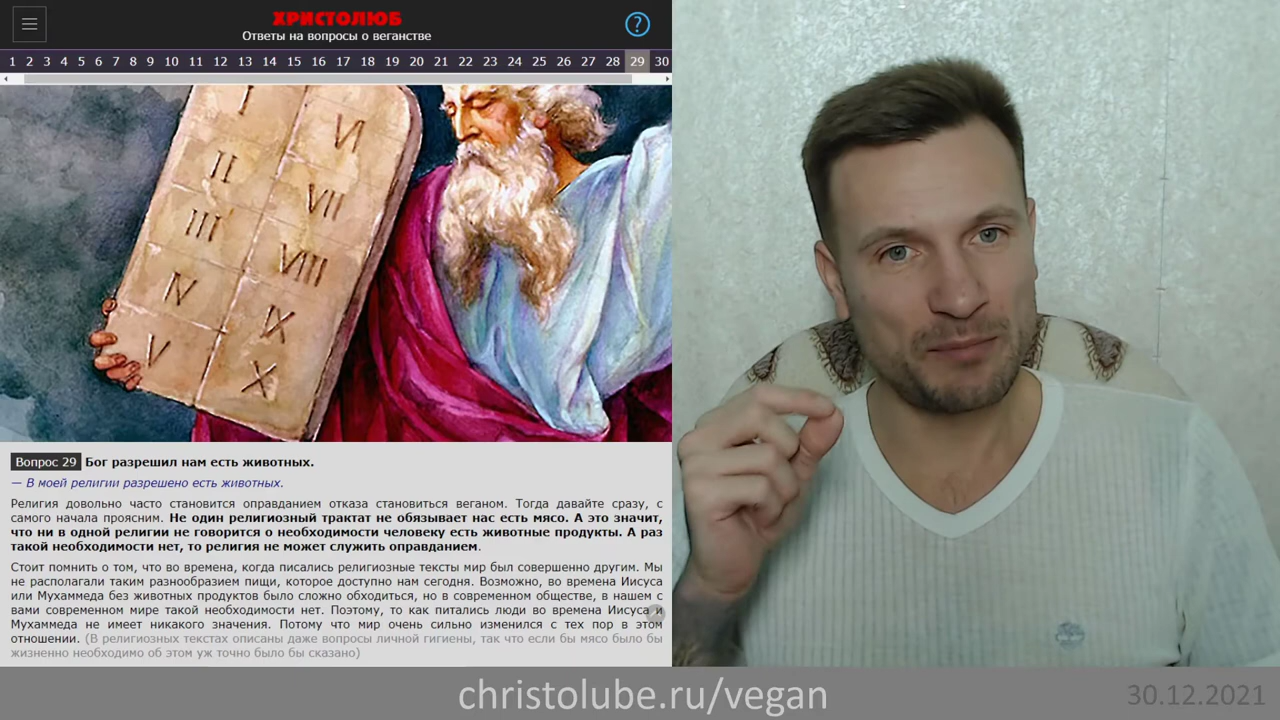 ХРИСТОЛЮБ
Ответы на вопросы о веганстве
?
1 2 3 4 5 6 7 8 9 10 11 12 13 14 15 16 17 18 19 20 21 22 23 24 25 26 27 28 29 30
I
VI
II
VII
III
VIII
IV
IX
V
X
Вопрос 29 Бог разрешил нам есть животных.
— В моей религии разрешено есть животных.
Религия довольно часто становится оправданием отказа становиться веганом. Тогда давайте сразу, с
самого начала проясним. Не один религиозный трактат не обязывает нас есть мясо. А это значит,
что ни в одной религии не говорится о необходимости человеку есть животные продукты. А раз
такой необходимости нет, то религия не может служить оправданием.
Стоит помнить о том, что во времена, когда писались религиозные тексты мир был совершенно другим. Мы
не располагали таким разнообразием пищи, которое доступно нам сегодня. Возможно, во времена Иисуса
или Мухаммеда без животных продуктов было сложно обходиться, но в современном обществе, в нашем с
вами современном мире такой необходимости нет. Поэтому, то как питались люди во времена Иисуса и
Мухаммеда не имеет никакого значения. Потому что мир очень сильно изменился с тех пор в этом
отношении. (В религиозных текстах описаны даже вопросы личной гигиены, так что если бы мясо было бы
жизненно необходимо об этом уж точно было бы сказано)
christolube.ru/vegan
30.12.2021